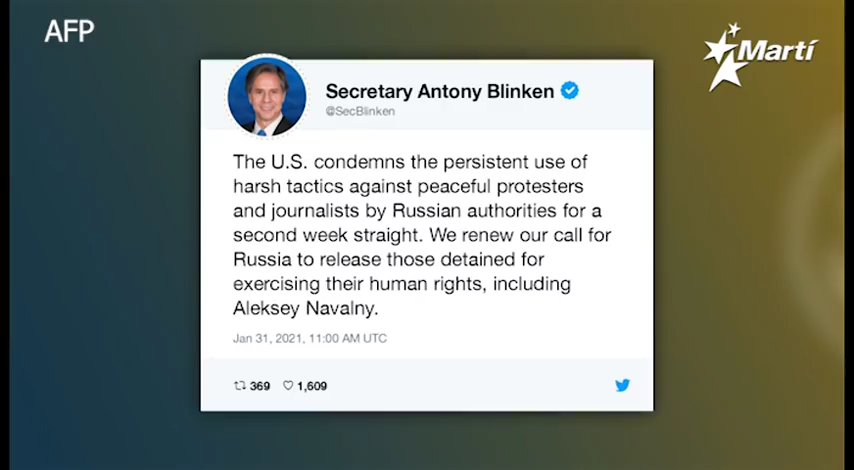 AFP
Martí
Secretary Antony Blinken
@SecBlinken
The U.S. condemns the persistent use of
harsh tactics against peaceful protesters
and journalists by Russian authorities for a
second week straight. We renew our call for
Russia to release those detained for
exercising their human rights, including
Aleksey Navalny.
Jan 31, 2021, 11:00 AM UTC
369 1,609